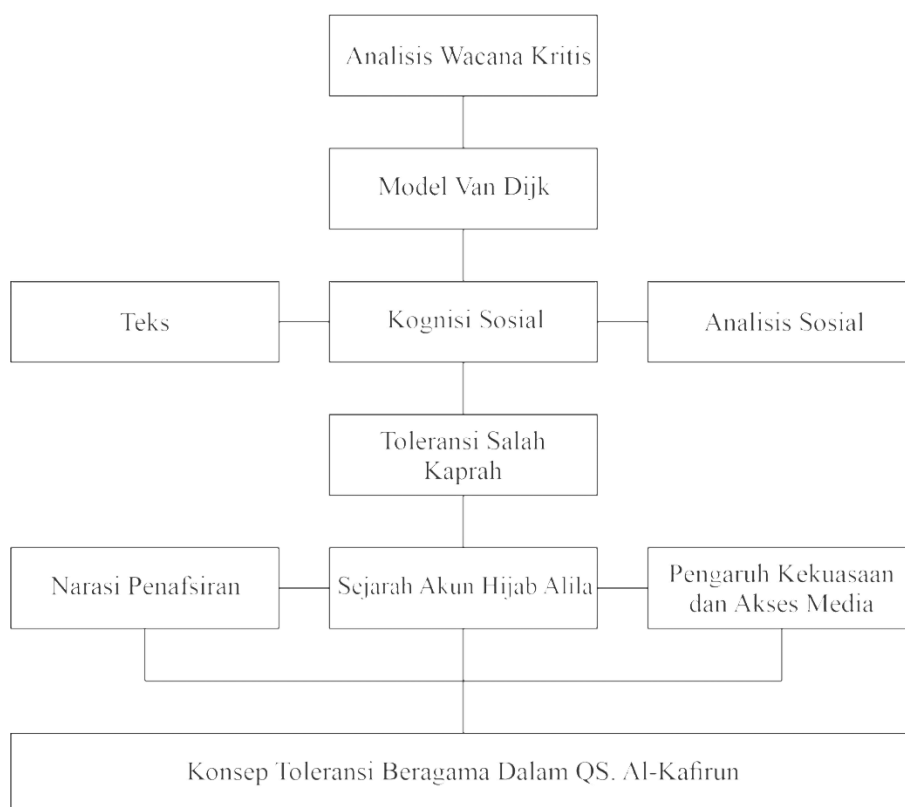 Analisis Wacana Kritis
Model Van Dijk
Teks
Kognisi Sosial
Analisis Sosial
Toleransi Salah
Kaprah
Narasi Penafsiran
Sejarah Akun Hijab Alila
Pengaruh Kekuasaan
dan Akses Media
Konsep Toleransi Beragama Dalam QS. Al-Kafirun